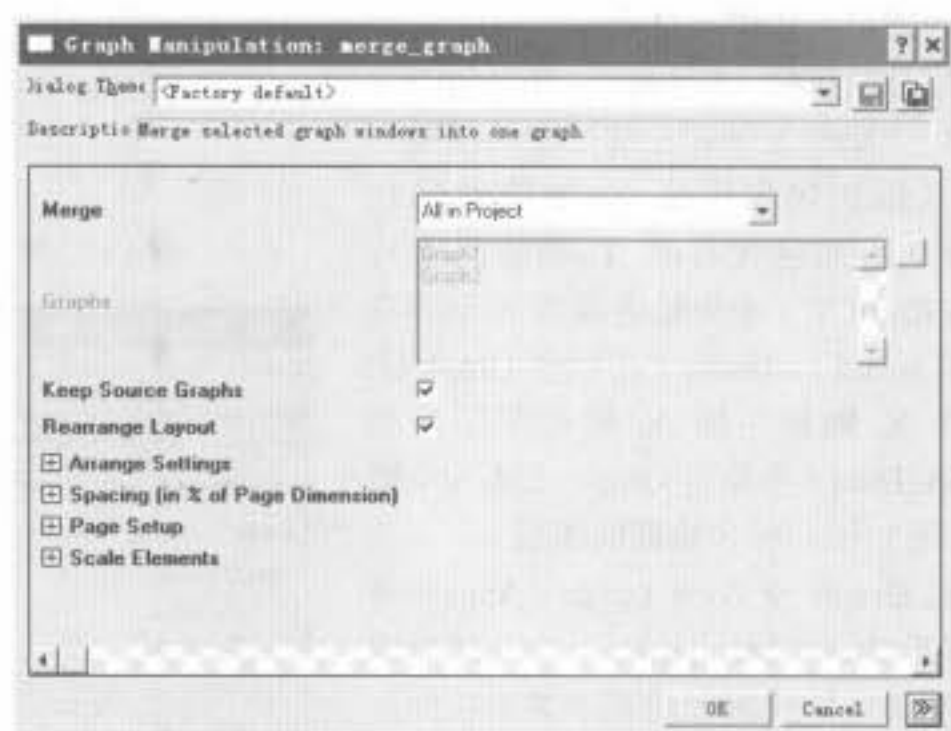 Graph Manipulation: merge_graph
Dialog Theme <Factory default>
Descriptio Merge selected graph windows into one graph
Merge All in Project
Graph1
Graph2
Graphs
Keep Source Graphs
Rearrange Layout
Arrange Settings
Spacing (in % of Page Dimension)
Page Setup
Scale Elements
OK Cancel